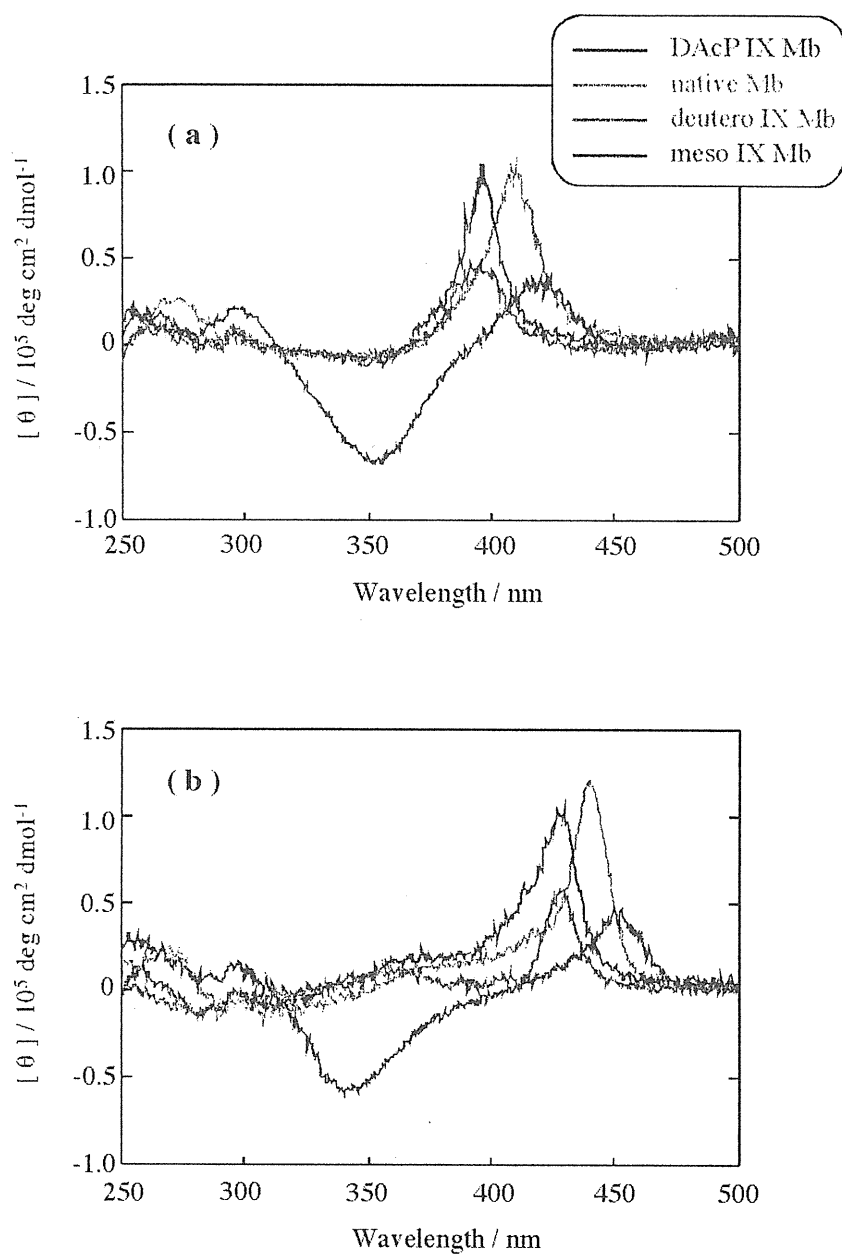 DAcP IX Mb
native Mb
deutero IX Mb
meso IX Mb
( a )
1.5
1.0
0.5
0
-0.5
-1.0
[ θ ] / 10⁵ deg cm² dmol⁻¹
250 300 350 400 450 500
Wavelength / nm
( b )
1.5
1.0
0.5
0
-0.5
-1.0
[ θ ] / 10⁵ deg cm² dmol⁻¹
250 300 350 400 450 500
Wavelength / nm